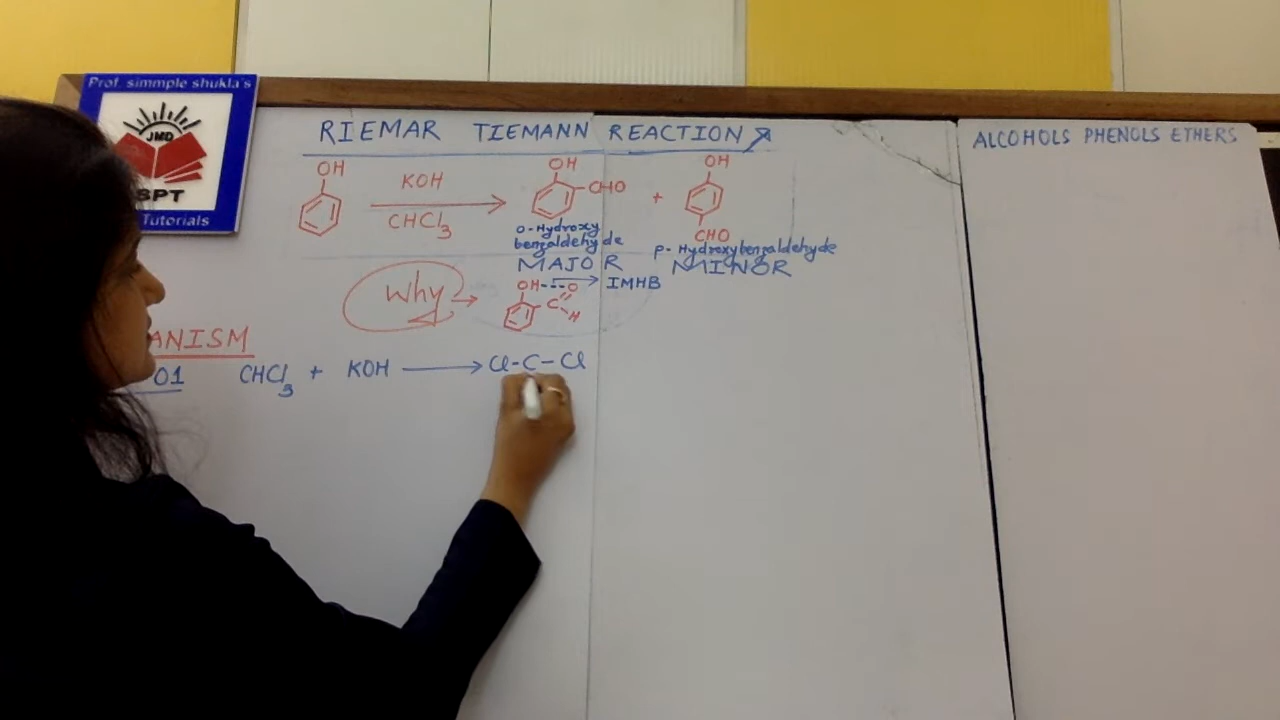 Prof. simmple shukla's
JMD
SPT
Tutorials
RIEMAR TIEMANN REACTION
ALCOHOLS PHENOLS ETHERS
OH
KOH
CHCl3
OH
CHO
+
OH
CHO
o-Hydroxy
benzaldehyde
MAJOR
p-Hydroxybenzaldehyde
MINOR
Why
OH---O
C
H
IMHB
ANISM
01 CHCl3 + KOH → Cl-C-Cl